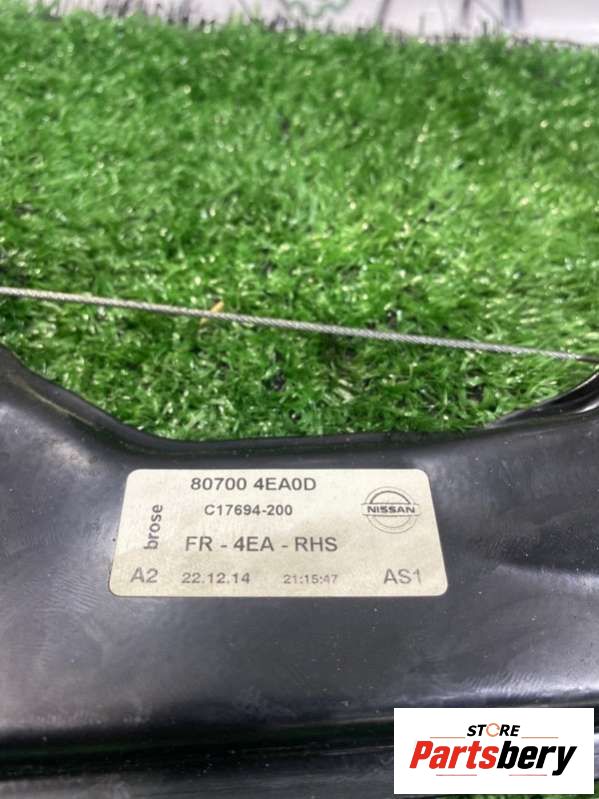 80700 4EA0D
C17694-200
NISSAN
brose
FR - 4EA - RHS
A2 22.12.14 21:15:47 AS1
STORE
Partsbery